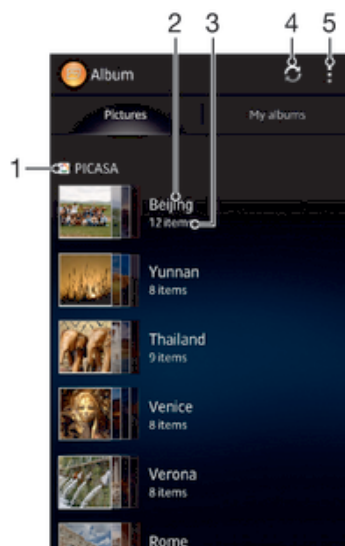 2 3 4 5
Album
Pictures My albums
1 PICASA
Beijing
12 items
Yunnan
8 items
Thailand
9 items
Venice
8 items
Verona
8 items
Rome